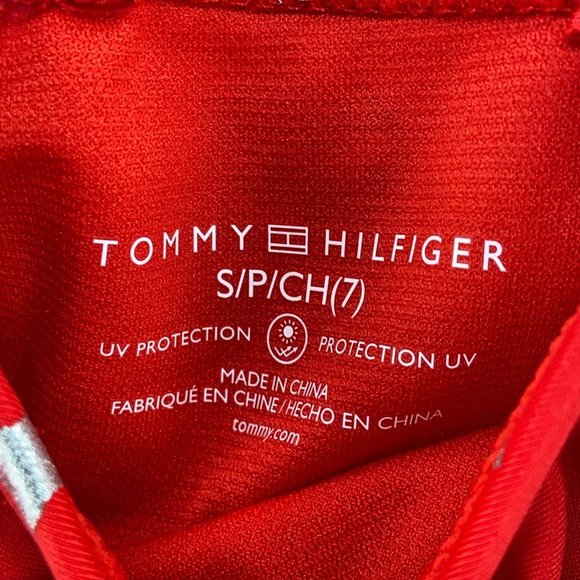 TOMMY HILFIGER
S/P/CH(7)
UV PROTECTION PROTECTION UV
MADE IN CHINA
FABRIQUÉ EN CHINE/HECHO EN CHINA
tommy.com